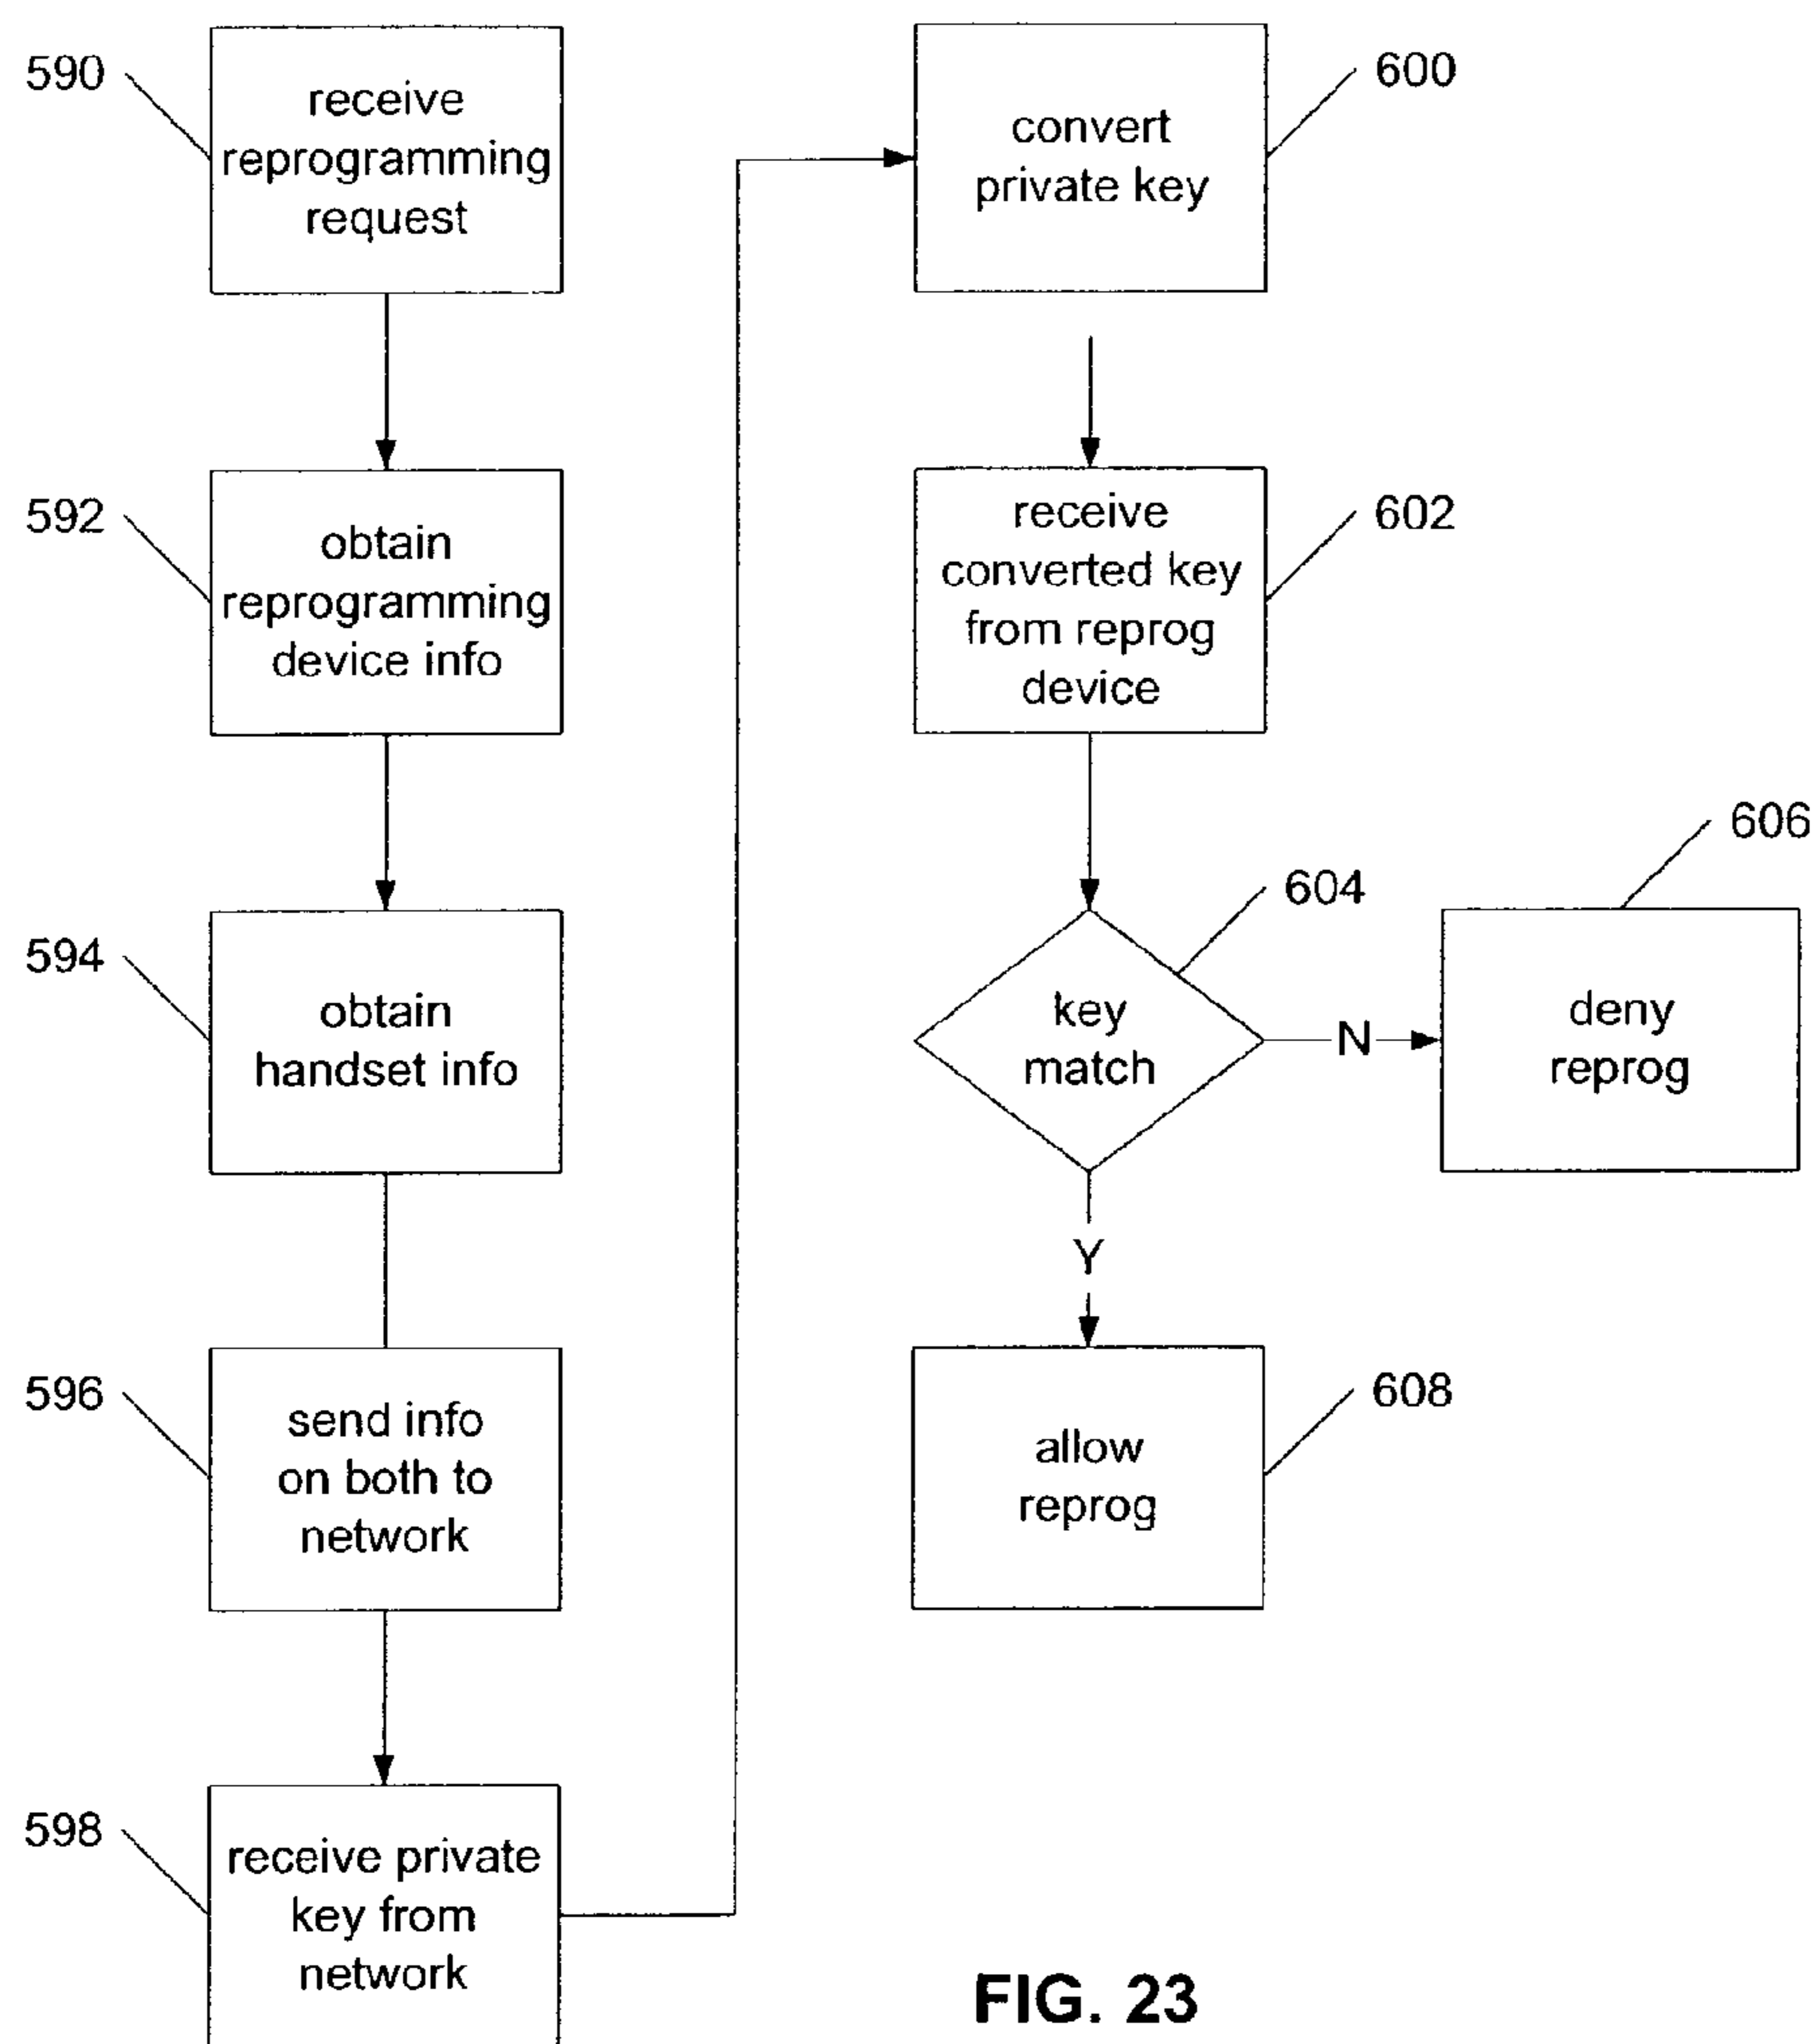 590
receive
reprogramming
request
592
obtain
reprogramming
device info
594
obtain
handset info
596
send info
on both to
network
598
receive private
key from
network
600
convert
private key
602
receive
converted key
from reprog
device
604
key
match
N
606
deny
reprog
Y
608
allow
reprog
FIG. 23